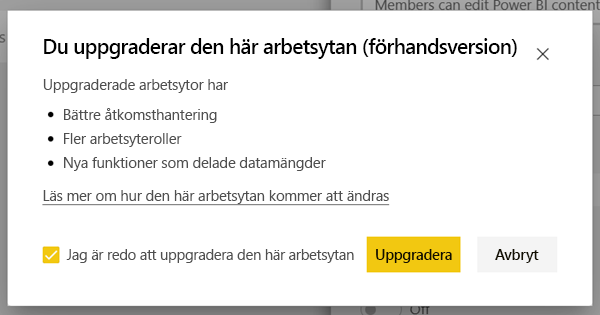 Members can edit Power BI content
Du uppgraderar den här arbetsytan (förhandsversion)
Uppgraderade arbetsytor har
Bättre åtkomsthantering
Fler arbetsyteroller
Nya funktioner som delade datamängder
Läs mer om hur den här arbetsytan kommer att ändras
Jag är redo att uppgradera den här arbetsytan
Uppgradera
Avbryt
Off